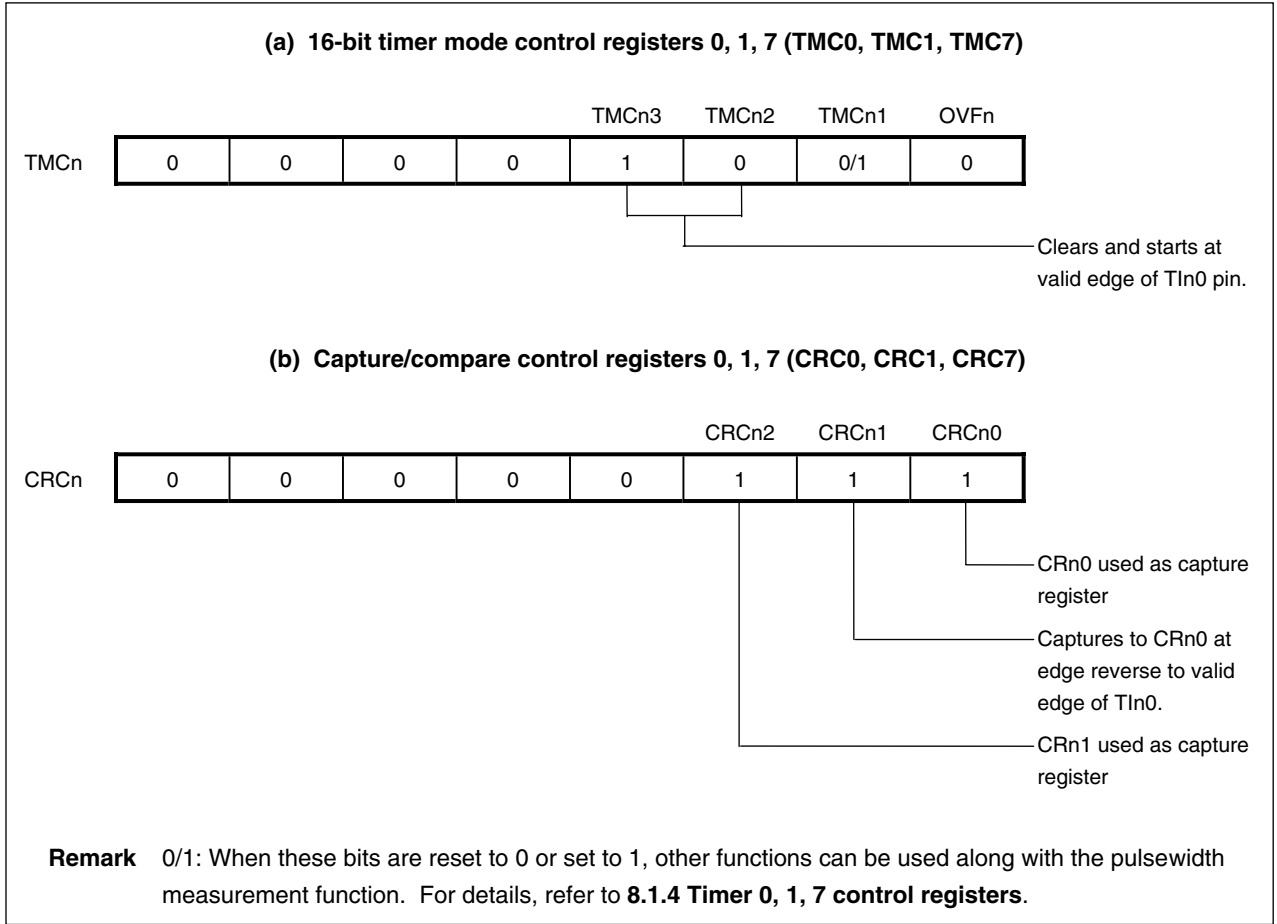 (a) 16-bit timer mode control registers 0, 1, 7 (TMC0, TMC1, TMC7)
TMCn3 TMCn2 TMCn1 OVFn
TMCn 0 0 0 0 1 0 0/1 0
Clears and starts at
valid edge of TIn0 pin.
(b) Capture/compare control registers 0, 1, 7 (CRC0, CRC1, CRC7)
CRCn2 CRCn1 CRCn0
CRCn 0 0 0 0 0 1 1 1
CRn0 used as capture
register
Captures to CRn0 at
edge reverse to valid
edge of TIn0.
CRn1 used as capture
register
Remark 0/1: When these bits are reset to 0 or set to 1, other functions can be used along with the pulsewidth
measurement function. For details, refer to 8.1.4 Timer 0, 1, 7 control registers.